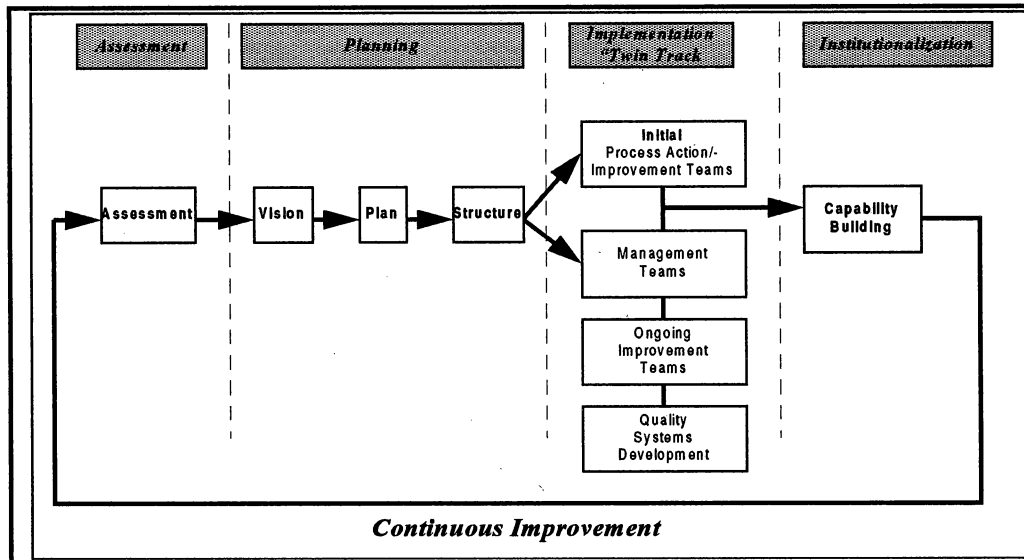 Assessment
Planning
Implementation
"Twin Track
Institutionalization
Initial
Process Action/-
Improvement Teams
Assessment
Vision
Plan
Structure
Capability
Building
Management
Teams
Ongoing
Improvement
Teams
Quality
Systems
Development
Continuous Improvement